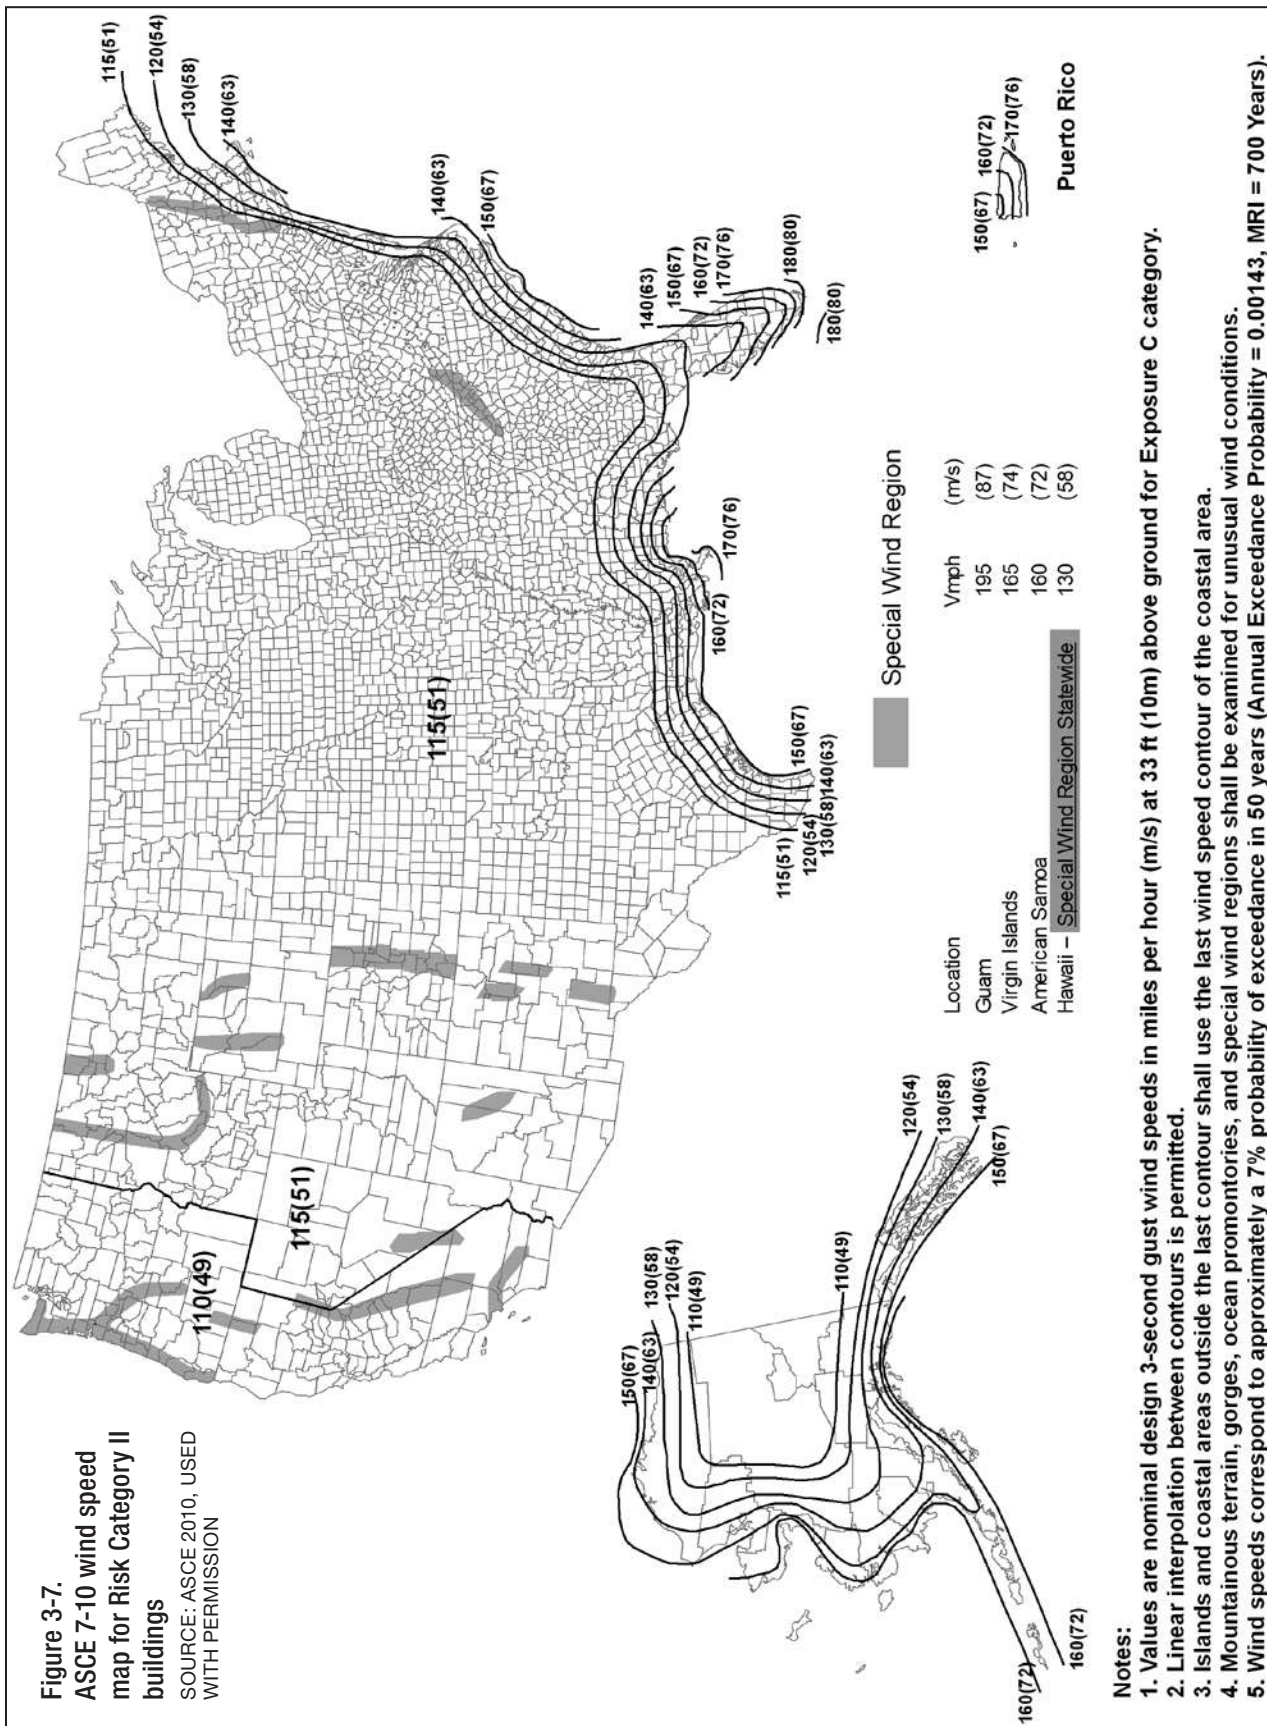 Figure 3-7.
ASCE 7-10 wind speed
map for Risk Category II
buildings
SOURCE: ASCE 2010, USED
WITH PERMISSION
110(49)
115(51)
115(51)
115(51)
120(54)
130(58)
140(63)
140(63)
150(67)
140(63)
150(67)
160(72)
170(76)
180(80)
180(80)
170(76)
160(72)
115(51)
120(54)
130(58)
140(63)
150(67)
150(67)
140(63)
130(58)
120(54)
110(49)
110(49)
120(54)
130(58)
140(63)
150(67)
160(72)
160(72)
Special Wind Region
Location Vmph (m/s)
Guam 195 (87)
Virgin Islands 165 (74)
American Samoa 160 (72)
Hawaii – Special Wind Region Statewide 130 (58)
150(67)
160(72)
170(76)
Puerto Rico
Notes:
1. Values are nominal design 3-second gust wind speeds in miles per hour (m/s) at 33 ft (10m) above ground for Exposure C category.
2. Linear interpolation between contours is permitted.
3. Islands and coastal areas outside the last contour shall use the last wind speed contour of the coastal area.
4. Mountainous terrain, gorges, ocean promontories, and special wind regions shall be examined for unusual wind conditions.
5. Wind speeds correspond to approximately a 7% probability of exceedance in 50 years (Annual Exceedance Probability = 0.00143, MRI = 700 Years).